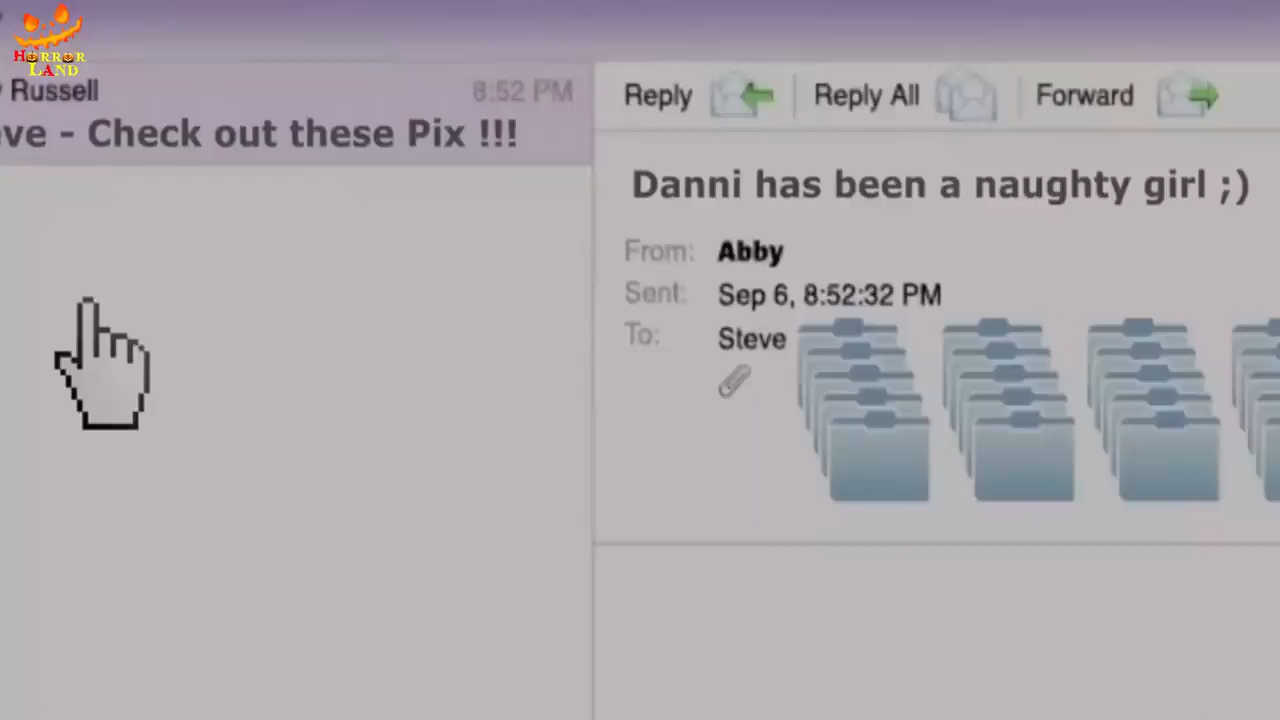 HORROR
LAND
Russell
8:52 PM
ve - Check out these Pix !!!
Reply
Reply All
Forward
Danni has been a naughty girl ;)
From: Abby
Sent: Sep 6, 8:52:32 PM
To: Steve